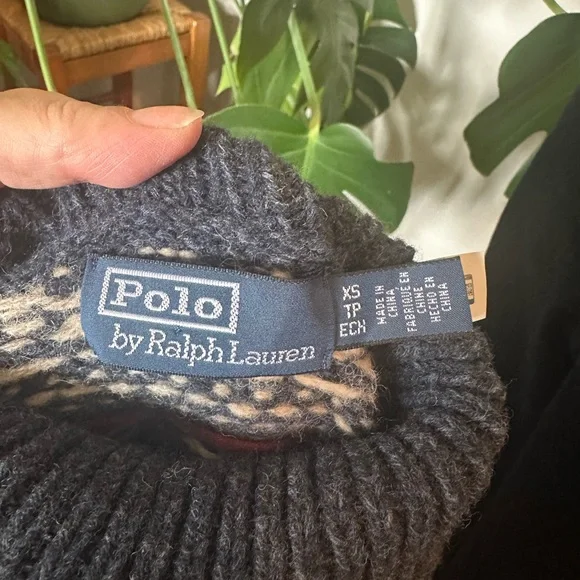 Polo
by Ralph Lauren
XS
TP
ECH
MADE IN
CHINA
FABRIQUE EN
CHINE
HECHO EN
CHINA